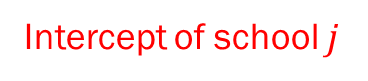 Intercept of school j